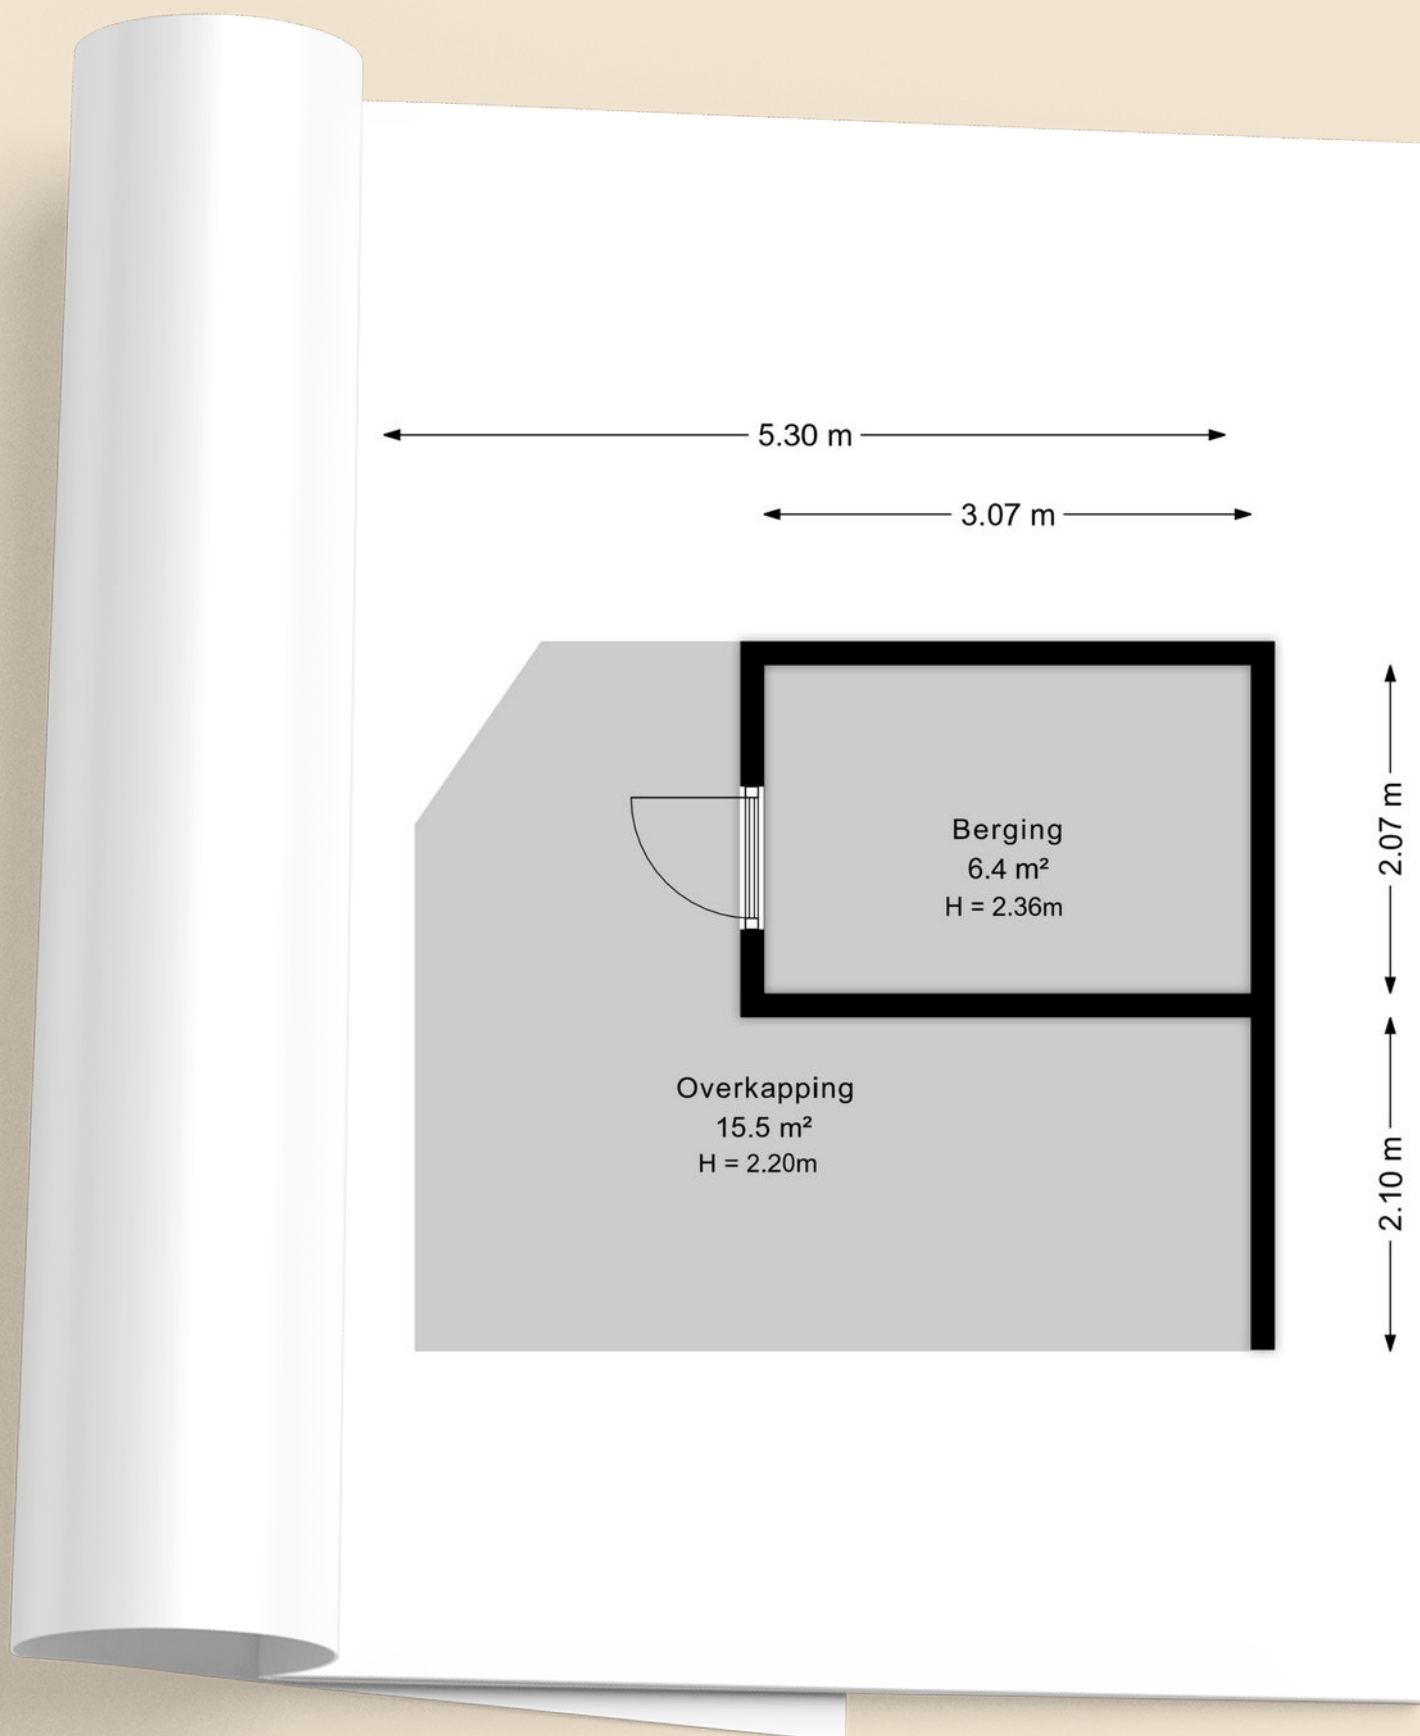 5.30 m
3.07 m
2.07 m
Berging
6.4 m²
H = 2.36m
Overkapping
15.5 m²
H = 2.20m
2.10 m